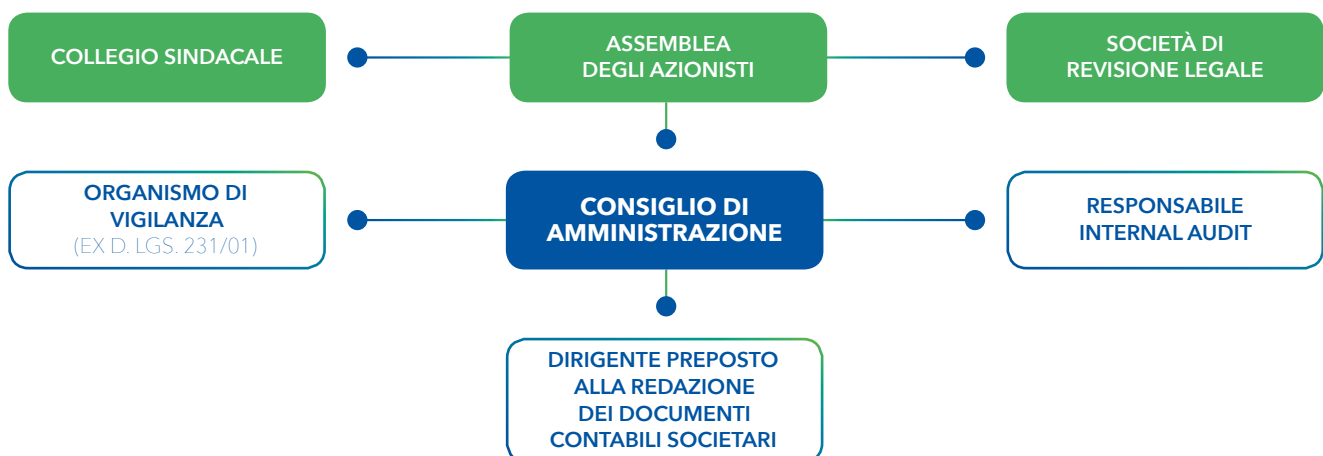 COLLEGIO SINDACALE
ASSEMBLEA
DEGLI AZIONISTI
SOCIETÀ DI
REVISIONE LEGALE
ORGANISMO DI
VIGILANZA
(EX D. LGS. 231/01)
CONSIGLIO DI
AMMINISTRAZIONE
RESPONSABILE
INTERNAL AUDIT
DIRIGENTE PREPOSTO
ALLA REDAZIONE
DEI DOCUMENTI
CONTABILI SOCIETARI